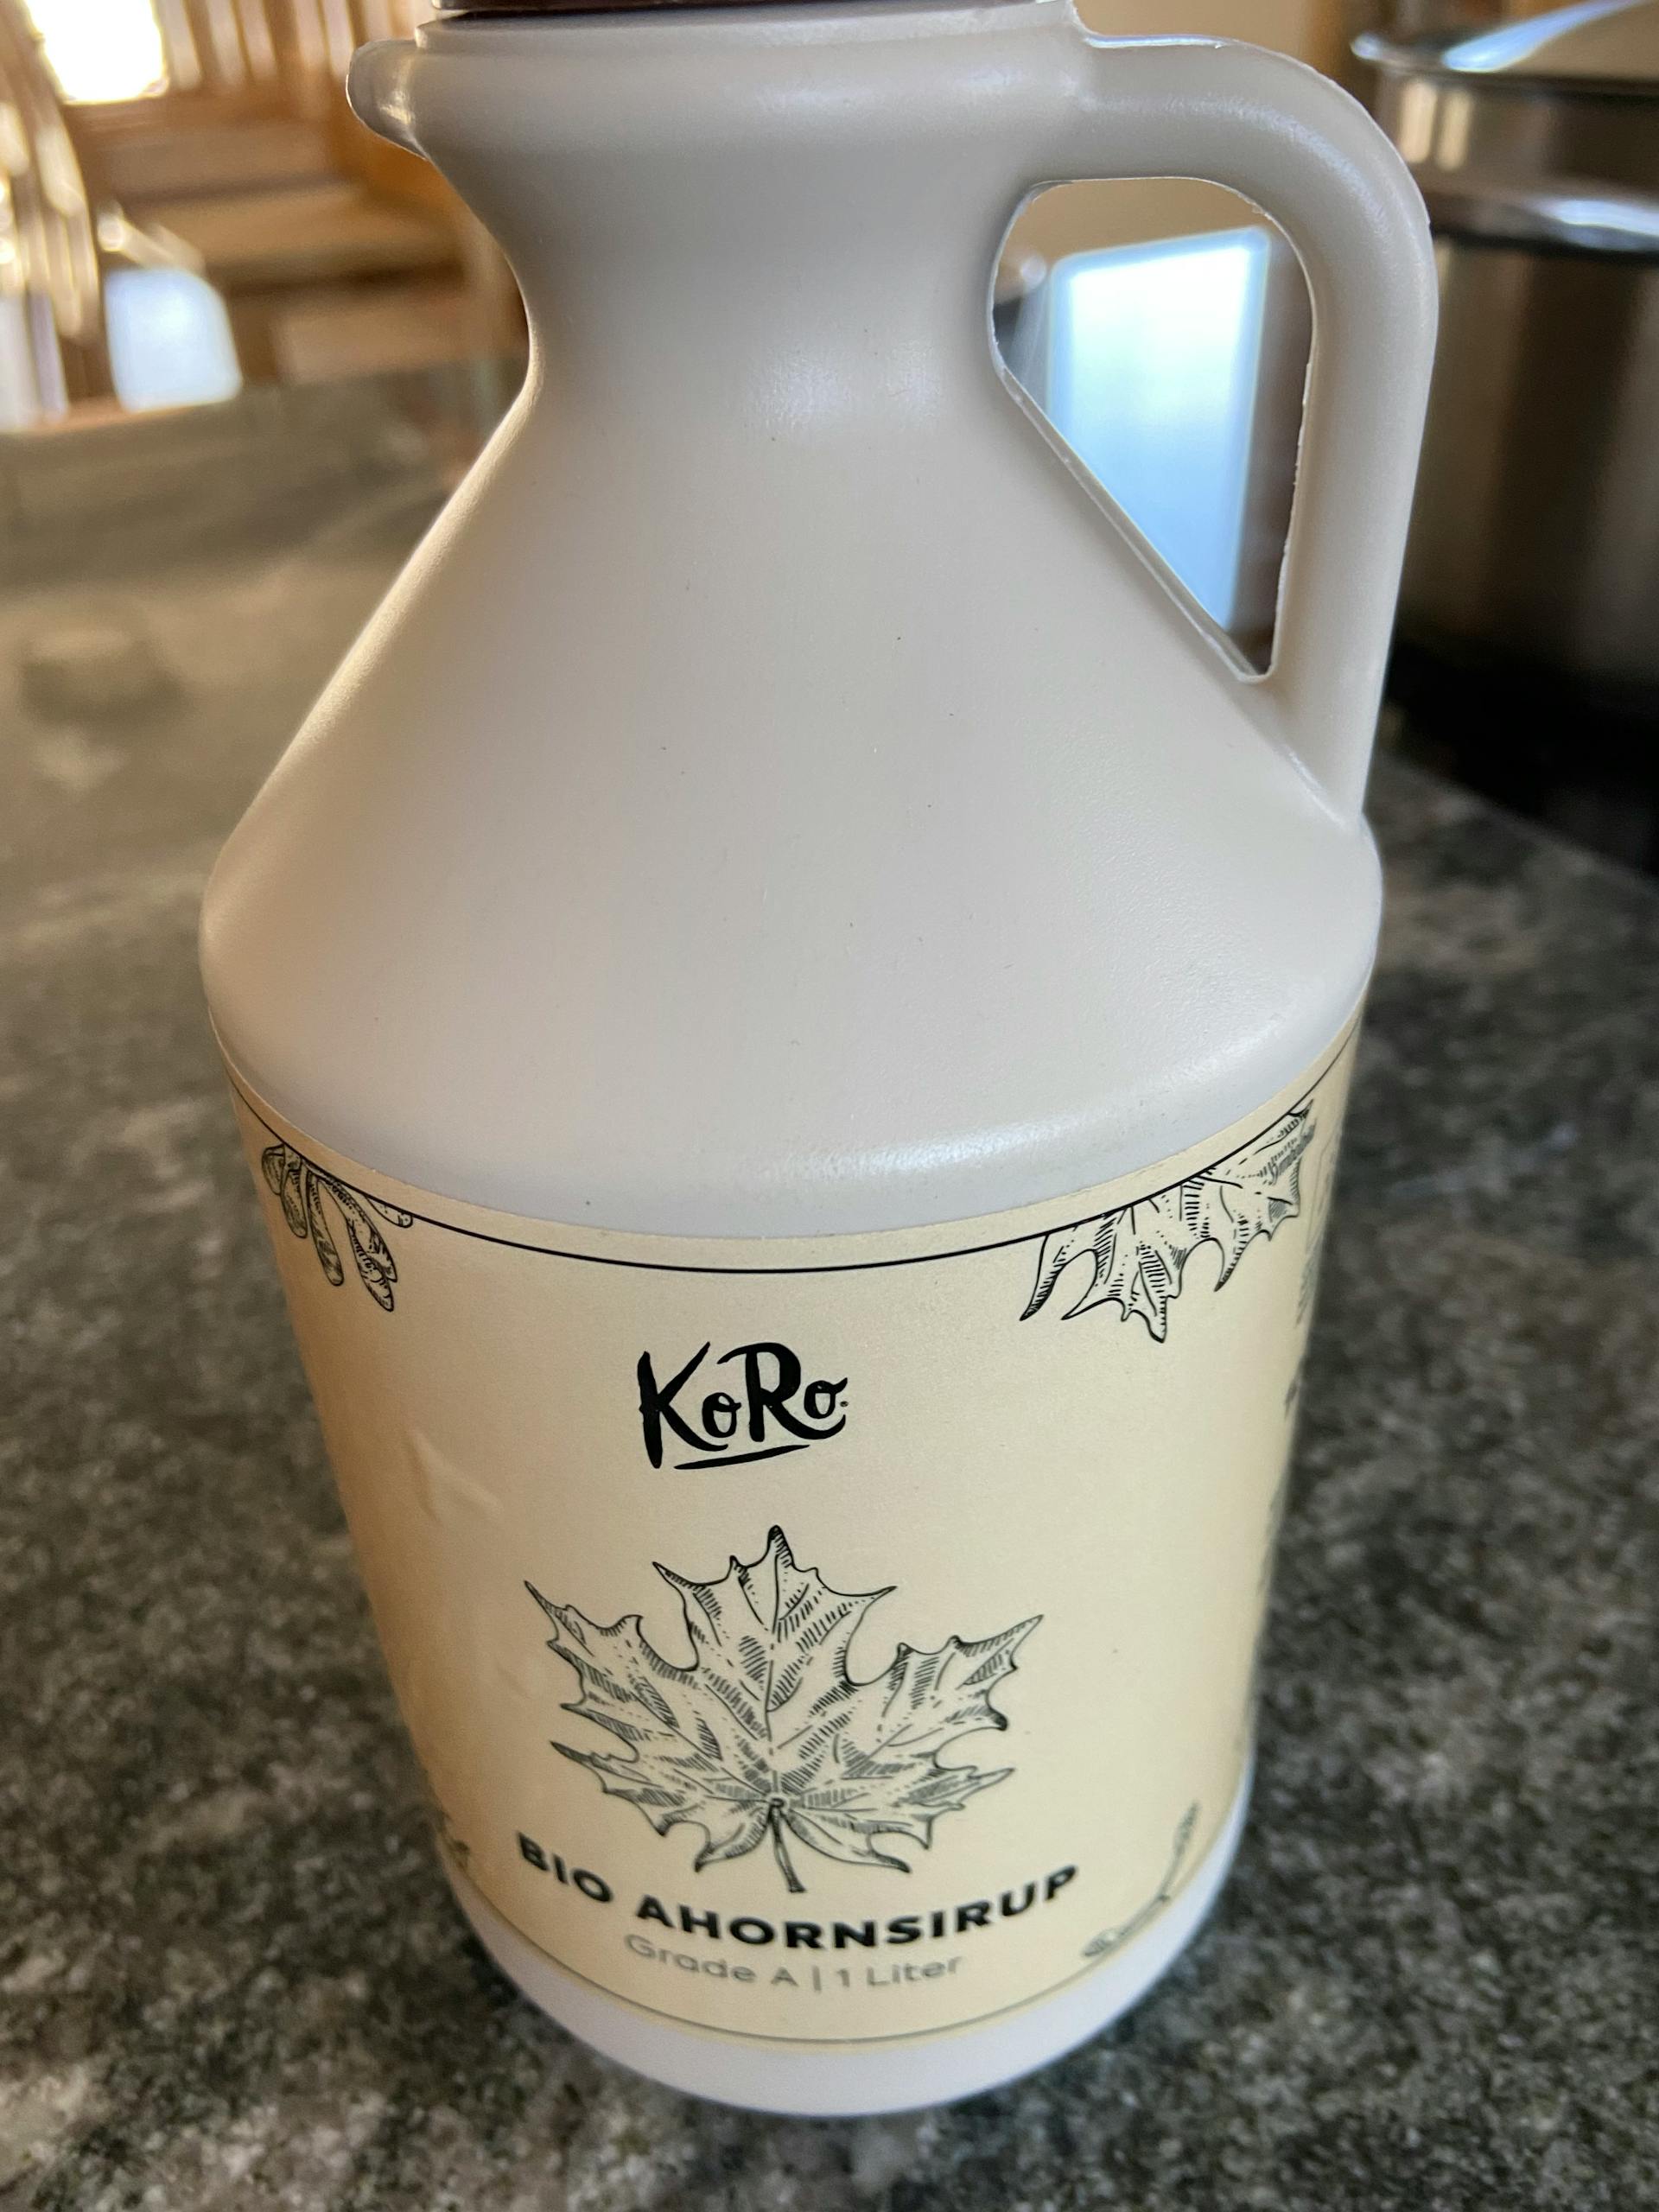 KoRo
BIO AHORNSIRUP
Grade A | 1 Liter